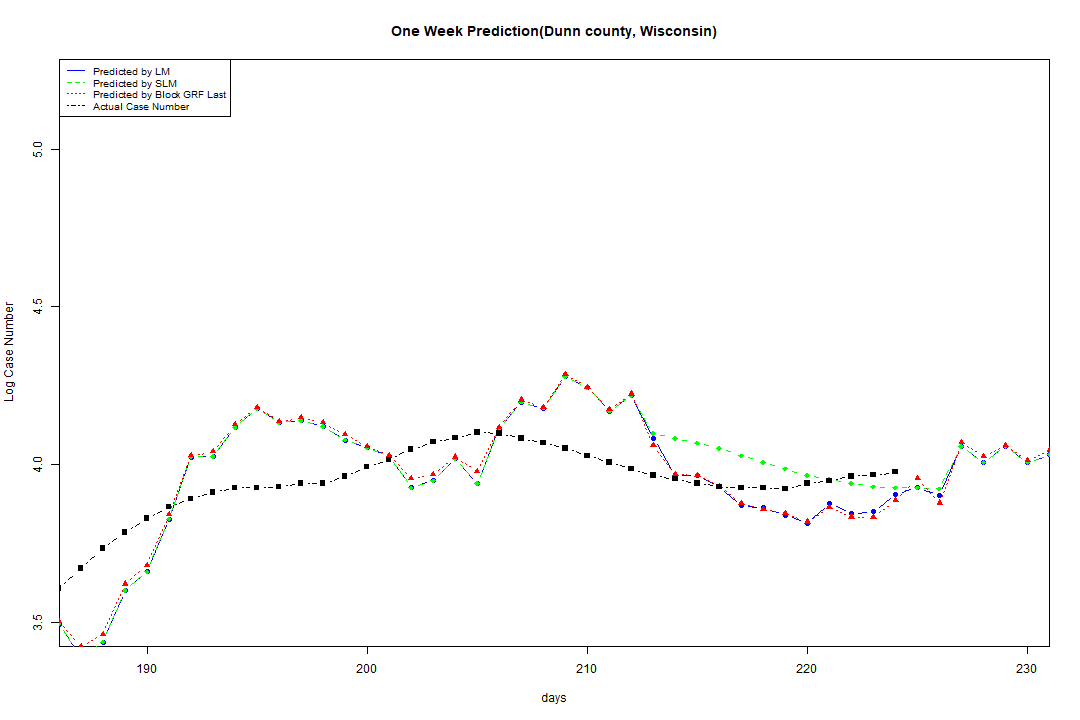 One Week Prediction(Dunn county, Wisconsin)
Predicted by LM
Predicted by SLM
Predicted by Block GRF Last
Actual Case Number
5.0
4.5
4.0
3.5
Log Case Number
190 200 210 220 230
days